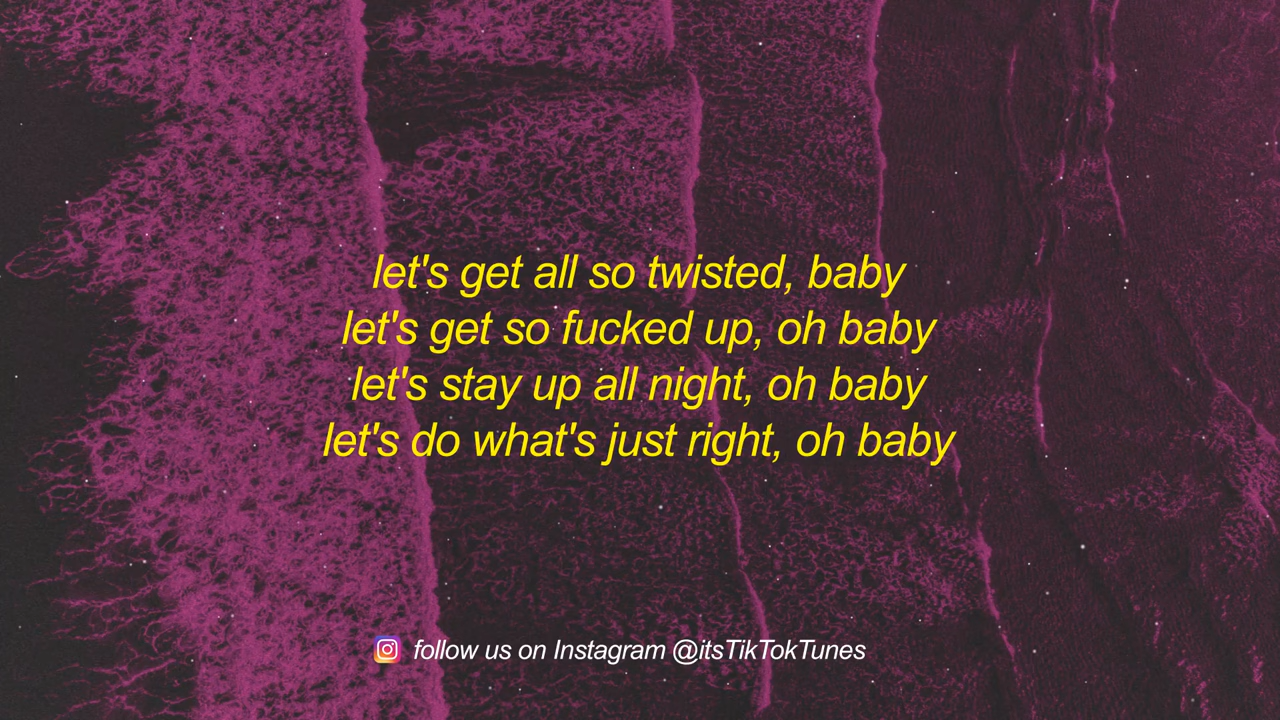 let's get all so twisted, baby
let's get so fucked up, oh baby
let's stay up all night, oh baby
let's do what's just right, oh baby
follow us on Instagram @itsTikTokTunes